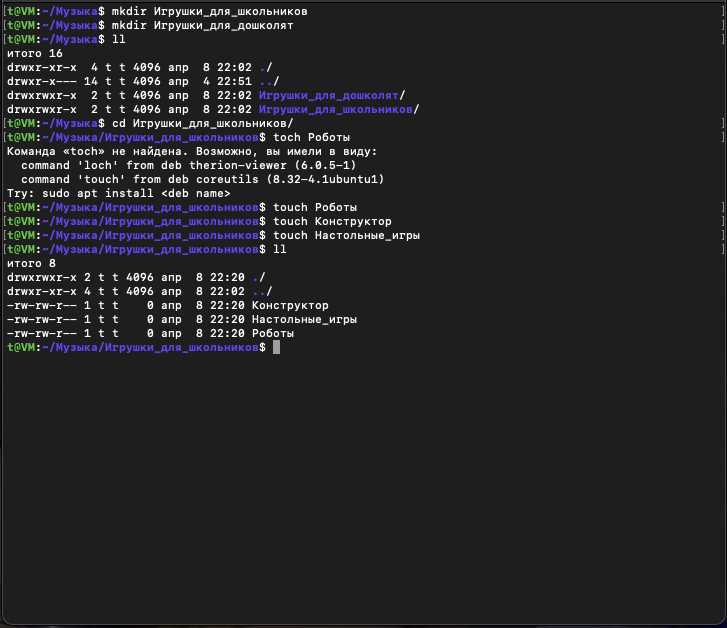 [t@VM:~/Музыка$ mkdir Игрушки_для_школьников ]
[t@VM:~/Музыка$ mkdir Игрушки_для_дошколят ]
[t@VM:~/Музыка$ ll ]
итого 16
drwxr-xr-x  4 t t 4096 апр  8 22:02 ./
drwxr-x--- 14 t t 4096 апр  4 22:51 ../
drwxrwxr-x  2 t t 4096 апр  8 22:02 Игрушки_для_дошколят/
drwxrwxr-x  2 t t 4096 апр  8 22:02 Игрушки_для_школьников/
[t@VM:~/Музыка$ cd Игрушки_для_школьников/ ]
[t@VM:~/Музыка/Игрушки_для_школьников$ toch Роботы ]
Команда «toch» не найдена. Возможно, вы имели в виду:
  command 'loch' from deb therion-viewer (6.0.5-1)
  command 'touch' from deb coreutils (8.32-4.1ubuntu1)
Try: sudo apt install <deb name>
[t@VM:~/Музыка/Игрушки_для_школьников$ touch Роботы ]
[t@VM:~/Музыка/Игрушки_для_школьников$ touch Конструктор ]
[t@VM:~/Музыка/Игрушки_для_школьников$ touch Настольные_игры ]
[t@VM:~/Музыка/Игрушки_для_школьников$ ll ]
итого 8
drwxrwxr-x 2 t t 4096 апр  8 22:20 ./
drwxr-xr-x 4 t t 4096 апр  8 22:02 ../
-rw-rw-r-- 1 t t    0 апр  8 22:20 Конструктор
-rw-rw-r-- 1 t t    0 апр  8 22:20 Настольные_игры
-rw-rw-r-- 1 t t    0 апр  8 22:20 Роботы
t@VM:~/Музыка/Игрушки_для_школьников$